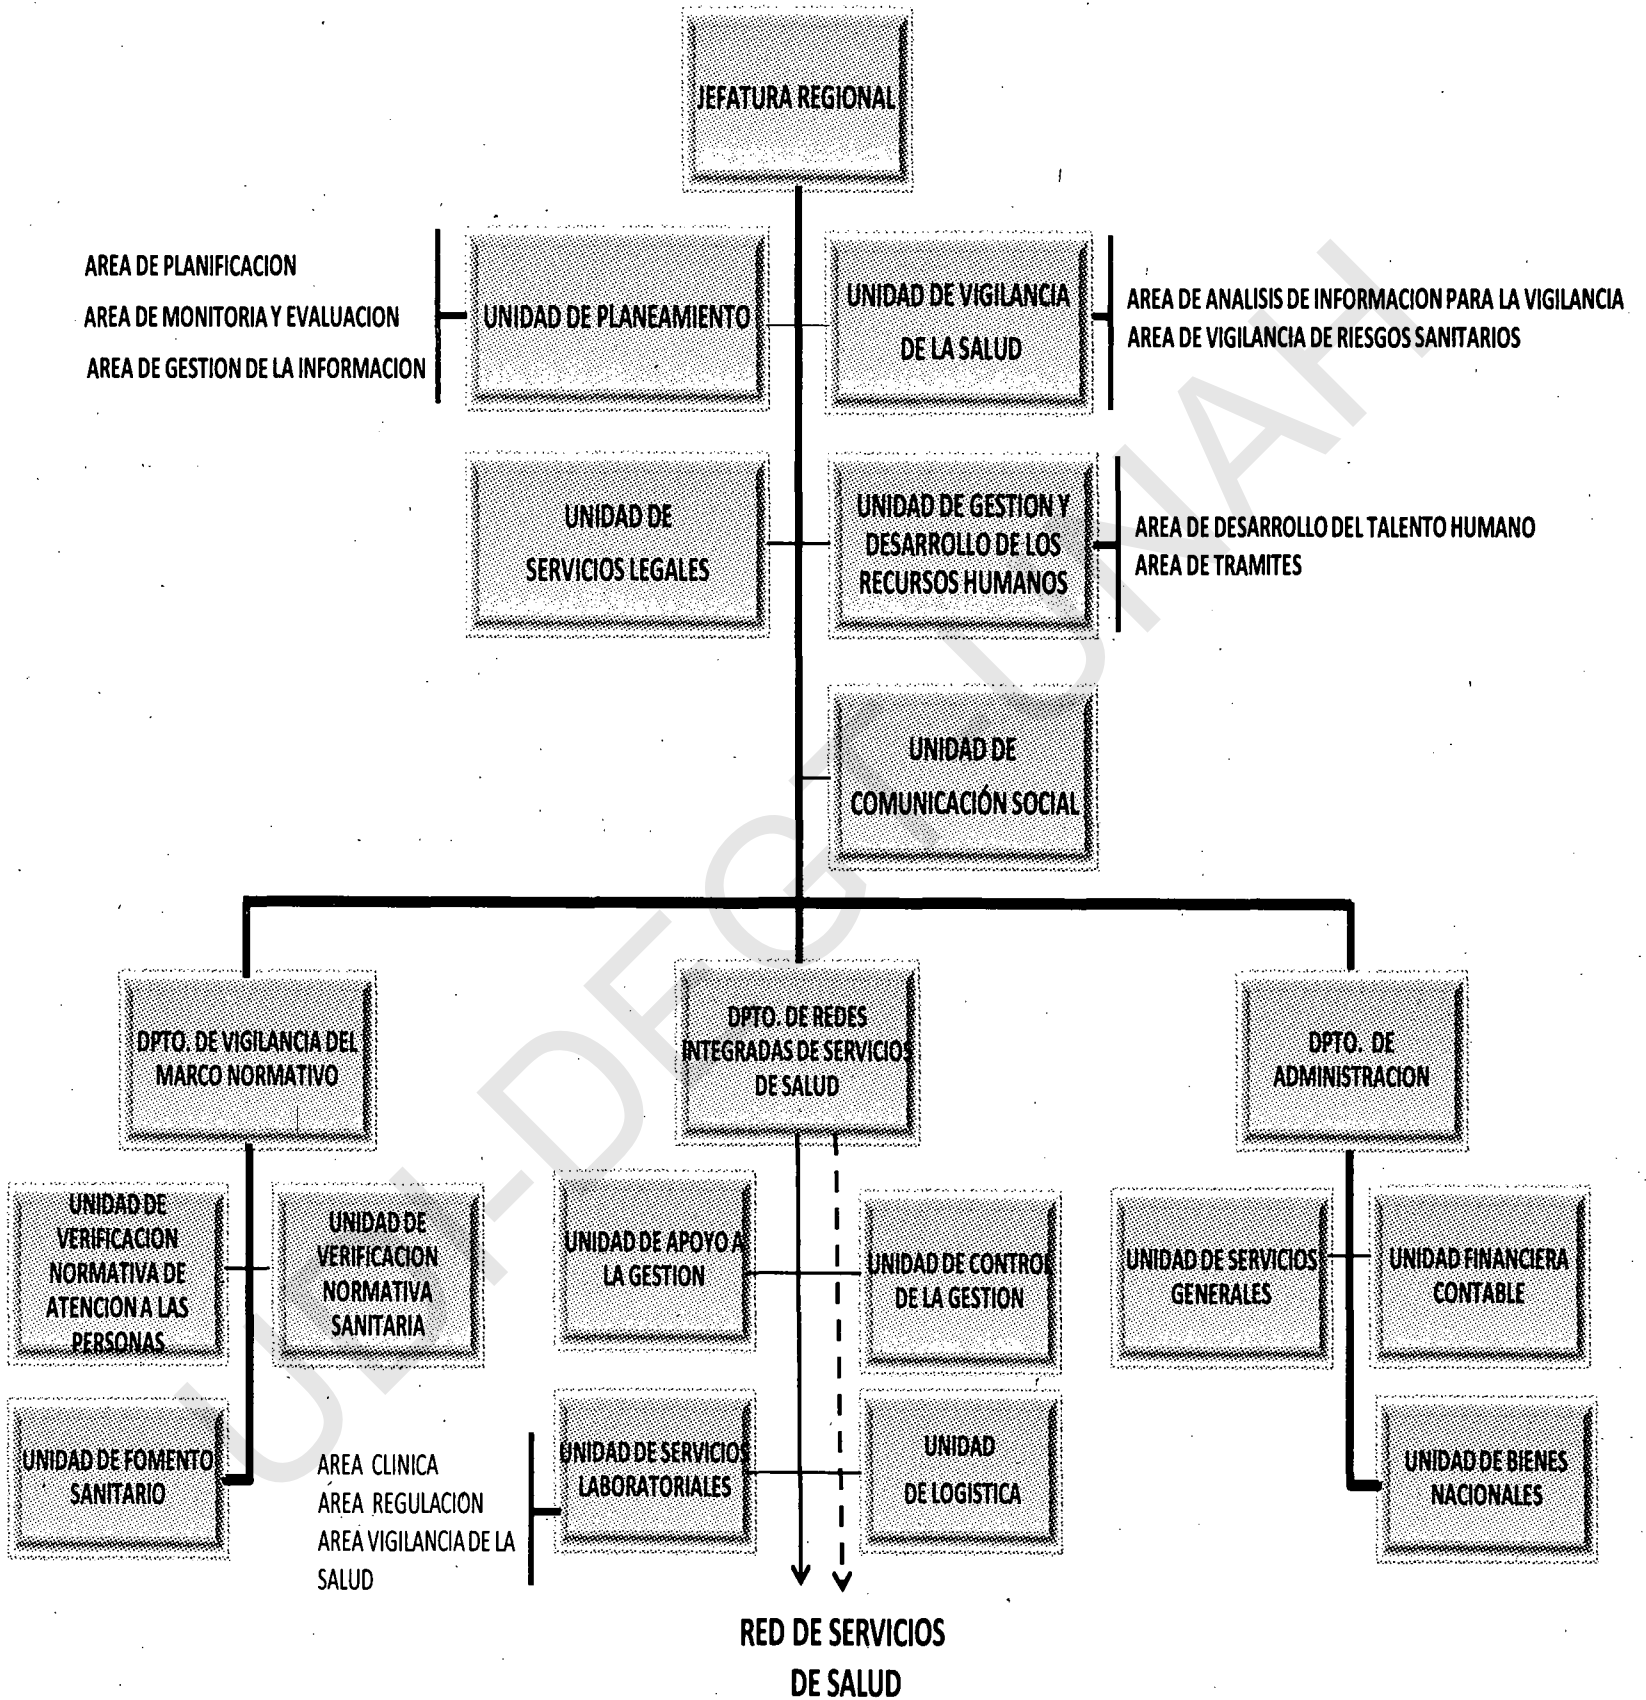 JEFATURA REGIONAL
AREA DE PLANIFICACION
AREA DE MONITORIA Y EVALUACION
AREA DE GESTION DE LA INFORMACION
UNIDAD DE PLANEAMIENTO
UNIDAD DE VIGILANCIA
DE LA SALUD
AREA DE ANALISIS DE INFORMACION PARA LA VIGILANCIA
AREA DE VIGILANCIA DE RIESGOS SANITARIOS
UNIDAD DE
SERVICIOS LEGALES
UNIDAD DE GESTION Y
DESARROLLO DE LOS
RECURSOS HUMANOS
AREA DE DESARROLLO DEL TALENTO HUMANO
AREA DE TRAMITES
UNIDAD DE
COMUNICACIÓN SOCIAL
DPTO. DE VIGILANCIA DEL
MARCO NORMATIVO
DPTO. DE REDES
INTEGRADAS DE SERVICIOS
DE SALUD
DPTO. DE
ADMINISTRACION
UNIDAD DE
VERIFICACION
NORMATIVA DE
ATENCION A LAS
PERSONAS
UNIDAD DE
VERIFICACION
NORMATIVA
SANITARIA
UNIDAD DE APOYO A
LA GESTION
UNIDAD DE CONTROL
DE LA GESTION
UNIDAD DE SERVICIOS
GENERALES
UNIDAD FINANCIERA
CONTABLE
UNIDAD DE FOMENTO
SANITARIO
AREA CLINICA
ÁREA REGULACION
AREA VIGILANCIA DE LA
SALUD
UNIDAD DE SERVICIOS
LABORATORIALES
UNIDAD
DE LOGISTICA
UNIDAD DE BIENES
NACIONALES
RED DE SERVICIOS
DE SALUD
UDI-DEGT-UNAH